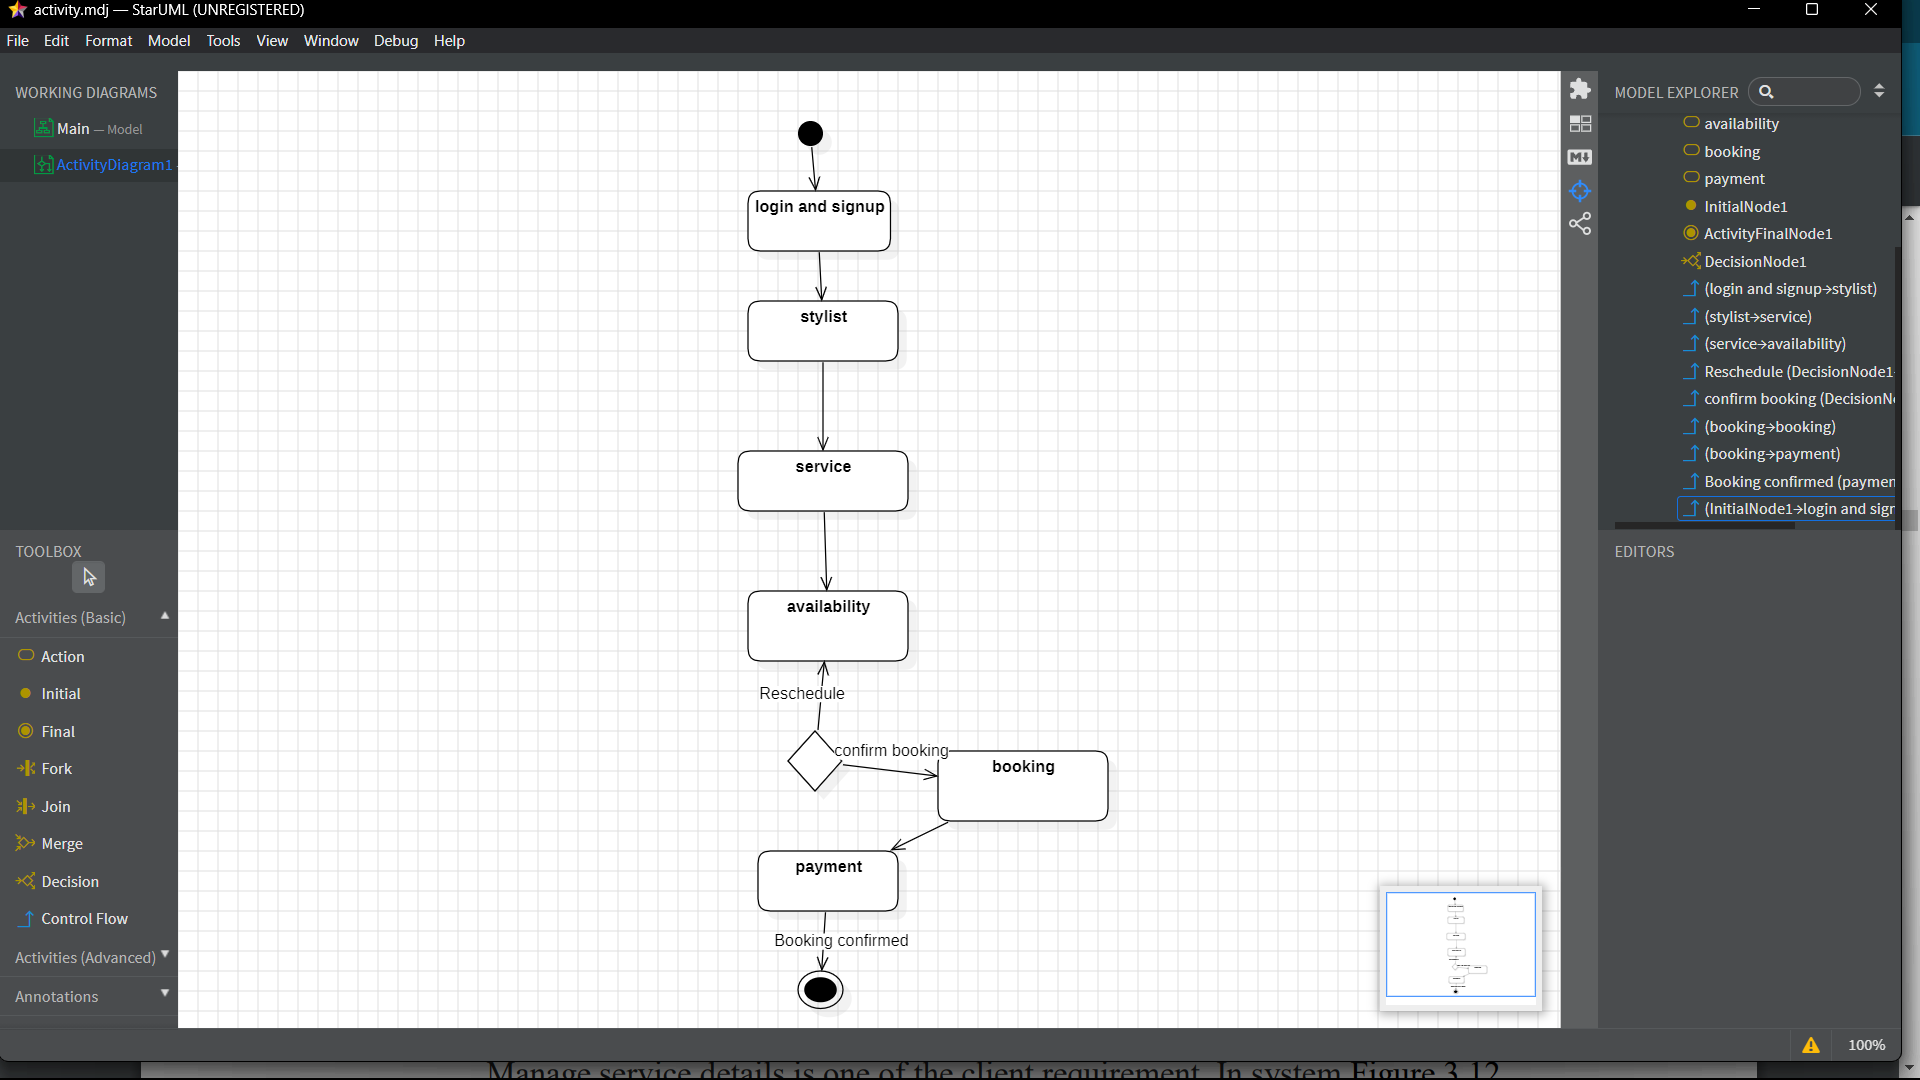 activity.mdj — StarUML (UNREGISTERED)
File Edit Format Model Tools View Window Debug Help
WORKING DIAGRAMS
Main — Model
ActivityDiagram1
TOOLBOX
Activities (Basic)
Action
Initial
Final
Fork
Join
Merge
Decision
Control Flow
Activities (Advanced)
Annotations
login and signup
stylist
service
availability
Reschedule
confirm booking
booking
payment
Booking confirmed
MODEL EXPLORER
availability
booking
payment
InitialNode1
ActivityFinalNode1
DecisionNode1
(login and signup→stylist)
(stylist→service)
(service→availability)
Reschedule (DecisionNode1
confirm booking (DecisionN
(booking→booking)
(booking→payment)
Booking confirmed (paymen
(InitialNode1→login and sign
EDITORS
100%
Manage service details is one of the client requirement. In system Figure 3.12